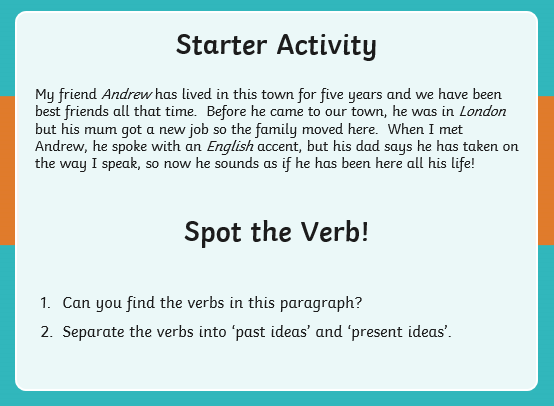 Starter Activity
My friend Andrew has lived in this town for five years and we have been
best friends all that time.  Before he came to our town, he was in London
but his mum got a new job so the family moved here.  When I met
Andrew, he spoke with an English accent, but his dad says he has taken on
the way I speak, so now he sounds as if he has been here all his life!
Spot the Verb!
1. Can you find the verbs in this paragraph?
2. Separate the verbs into ‘past ideas’ and ‘present ideas’.